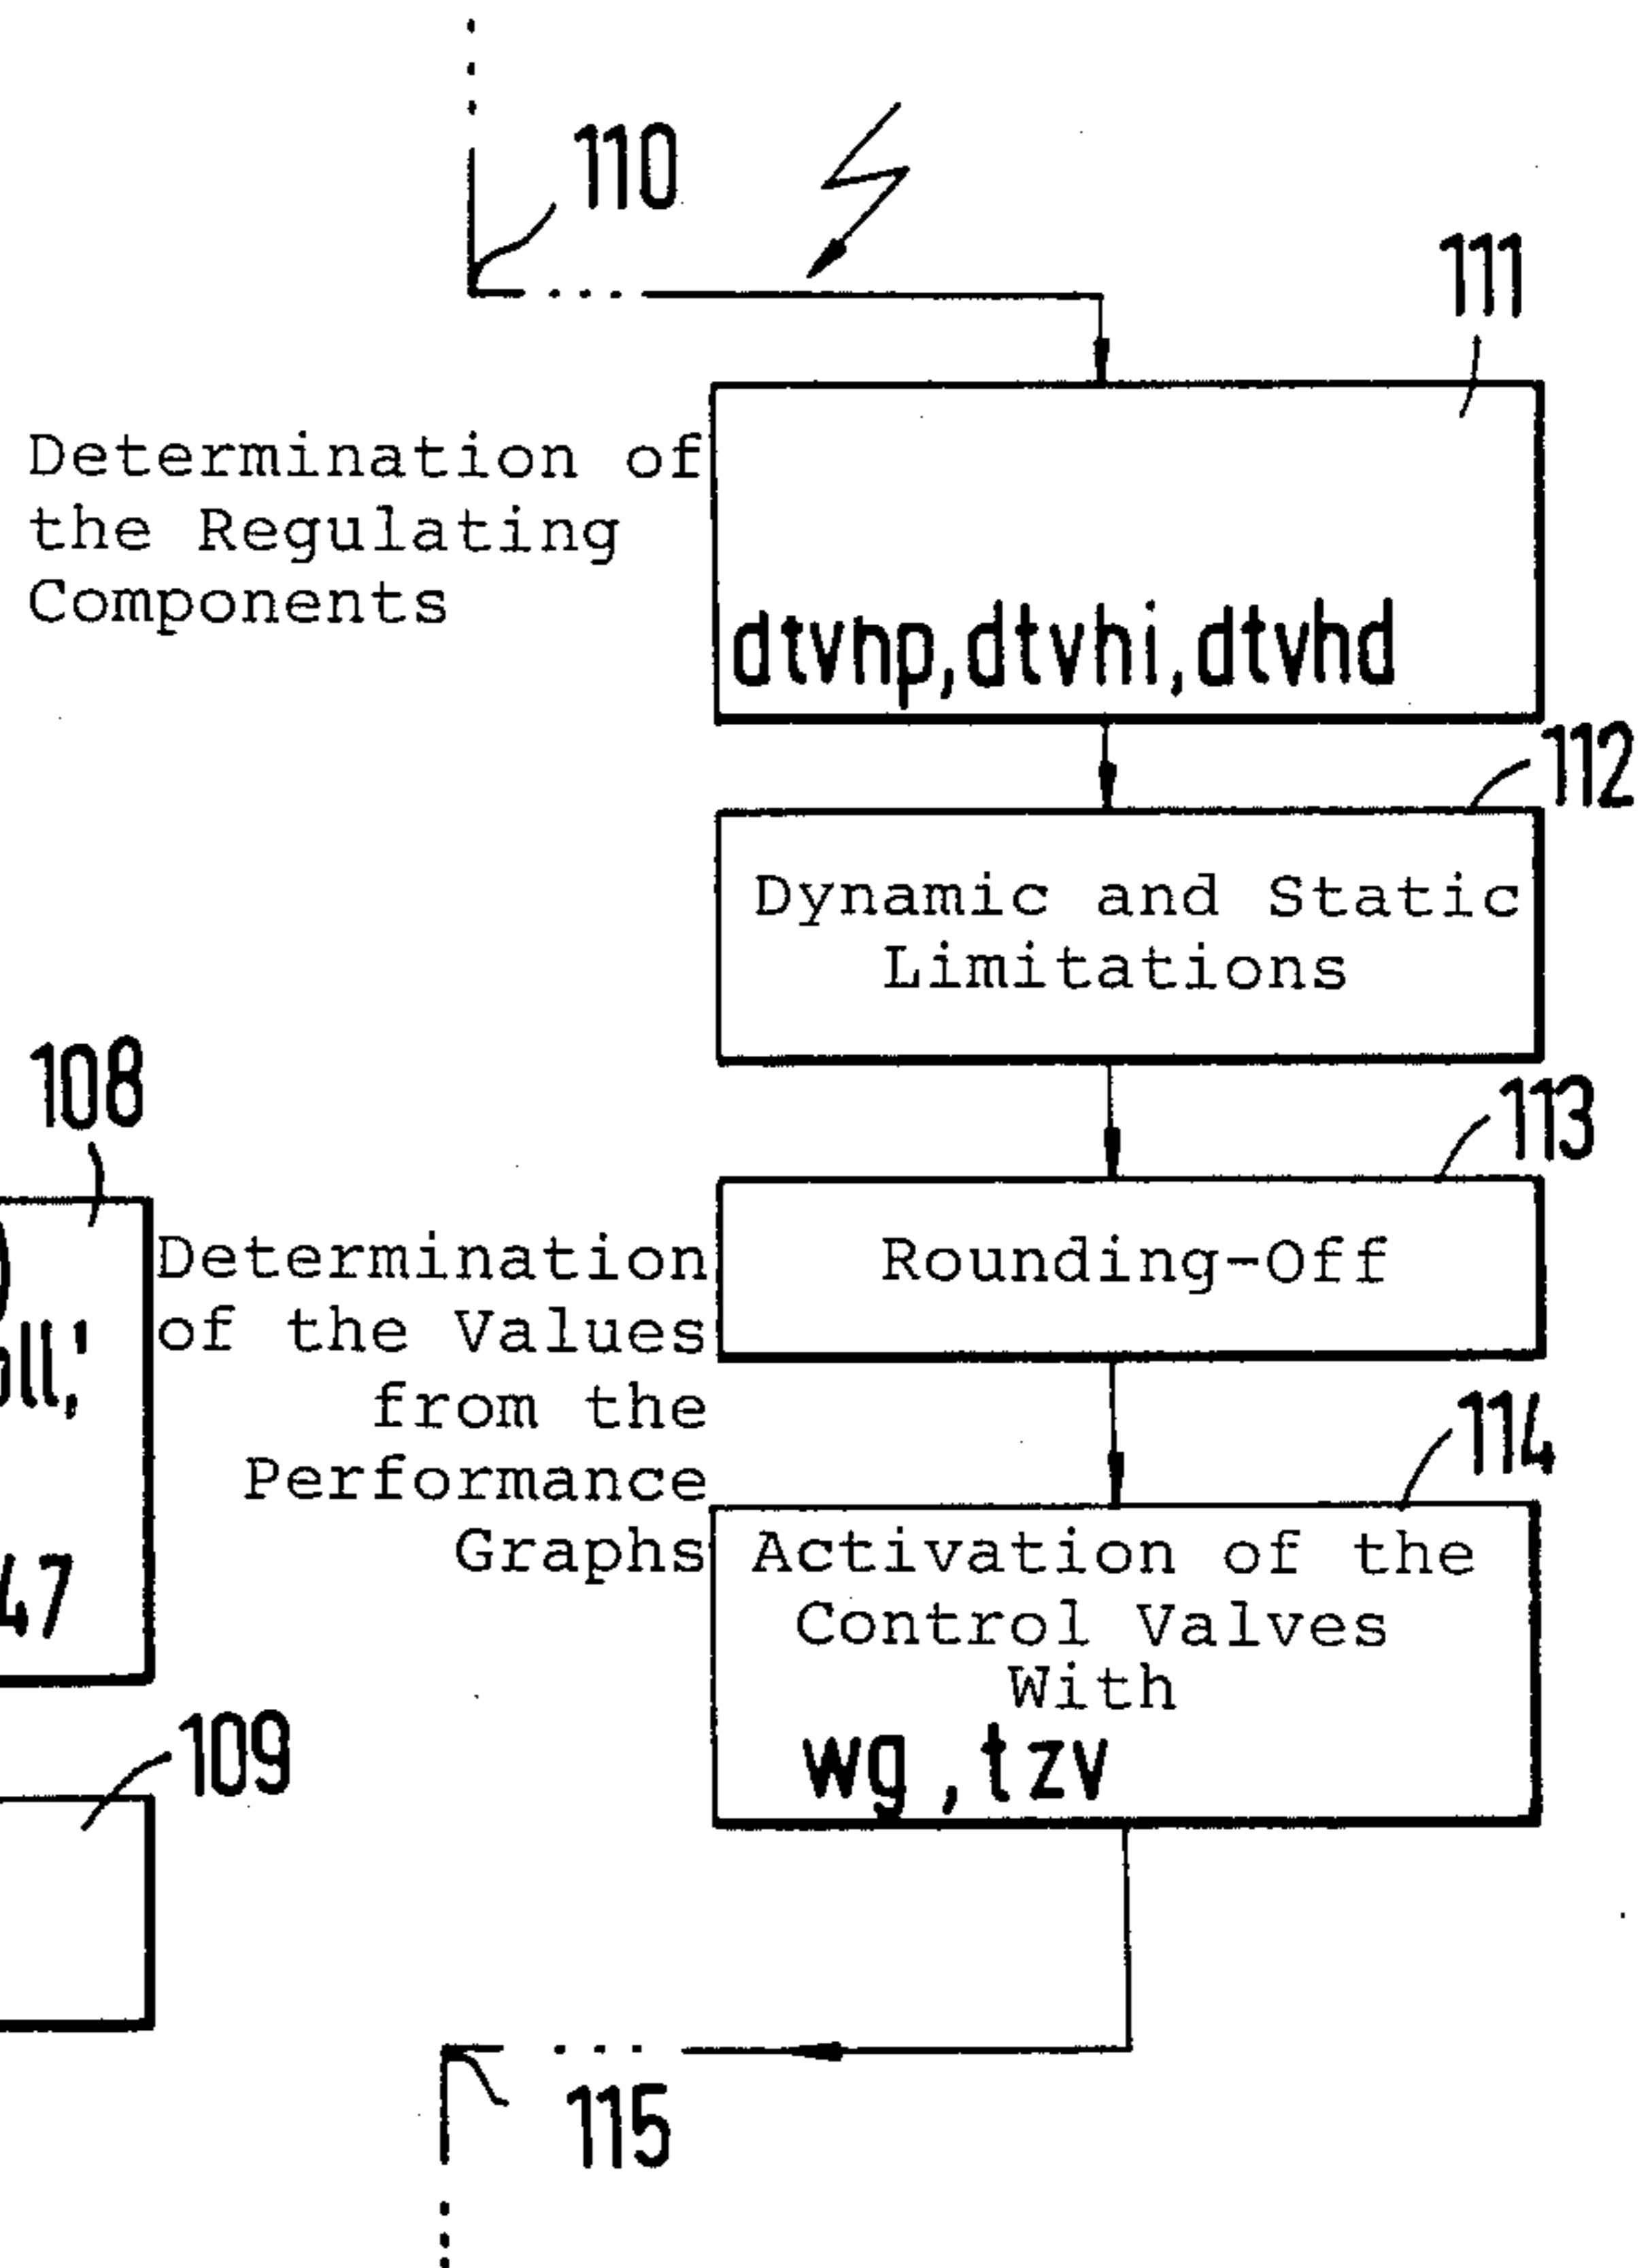 110
111
Determination of
the Regulating
Components
dtvhp,dtvhi,dtvhd
112
Dynamic and Static
Limitations
108
113
Determination
of the Values
from the
Performance
Graphs
Rounding-Off
114
47
Activation of the
Control Valves
With
wg,tzv
109
115